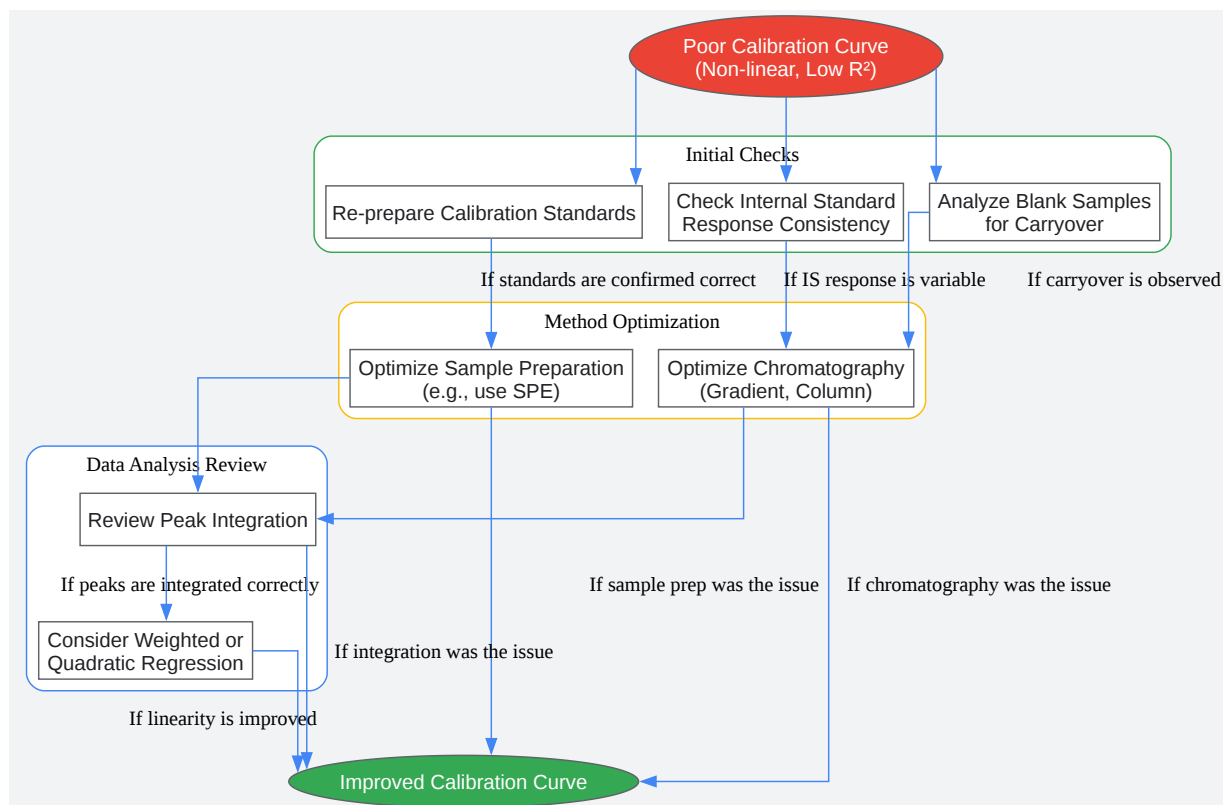 Poor Calibration Curve
(Non-linear, Low R²)
Initial Checks
Re-prepare Calibration Standards
Check Internal Standard
Response Consistency
Analyze Blank Samples
for Carryover
If standards are confirmed correct
If IS response is variable
If carryover is observed
Method Optimization
Optimize Sample Preparation
(e.g., use SPE)
Optimize Chromatography
(Gradient, Column)
Data Analysis Review
Review Peak Integration
If peaks are integrated correctly
If sample prep was the issue
If chromatography was the issue
Consider Weighted or
Quadratic Regression
If integration was the issue
If linearity is improved
Improved Calibration Curve